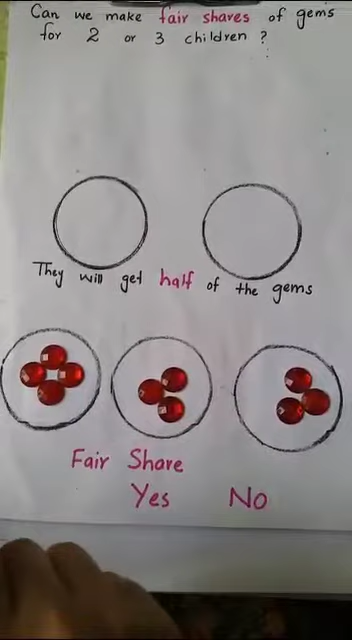 Can we make fair shares of gems
for 2 or 3 children ?
They will get half of the gems
Fair Share
Yes No